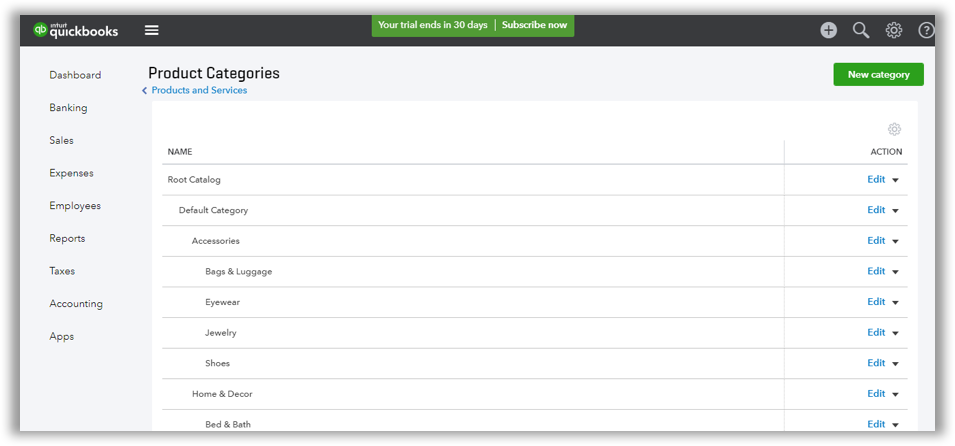 intuit
quickbooks
Your trial ends in 30 days | Subscribe now
Dashboard
Banking
Sales
Expenses
Employees
Reports
Taxes
Accounting
Apps
Product Categories
Products and Services
New category
NAME ACTION
Root Catalog Edit
Default Category Edit
Accessories Edit
Bags & Luggage Edit
Eyewear Edit
Jewelry Edit
Shoes Edit
Home & Decor Edit
Bed & Bath Edit